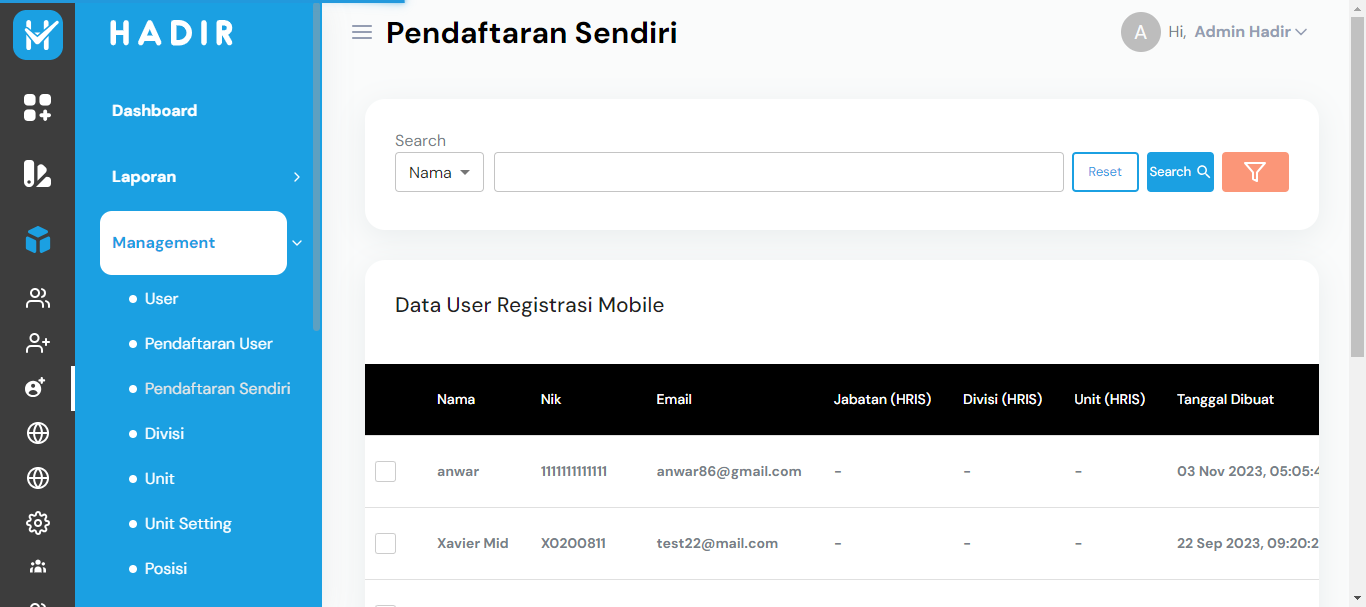 HADIR
Dashboard
Laporan
Management
User
Pendaftaran User
Pendaftaran Sendiri
Divisi
Unit
Unit Setting
Posisi
Pendaftaran Sendiri
A Hi, Admin Hadir
Search
Nama
Reset
Search
Data User Registrasi Mobile
Nama Nik Email Jabatan (HRIS) Divisi (HRIS) Unit (HRIS) Tanggal Dibuat
anwar 1111111111111 anwar86@gmail.com - - - 03 Nov 2023, 05:05:4
Xavier Mid X0200811 test22@mail.com - - - 22 Sep 2023, 09:20:2